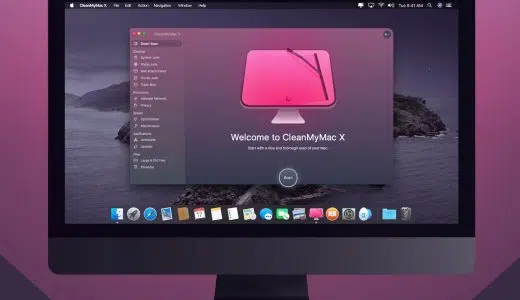 CleanMyMac X File Edit Action Navigation Window Help
Tue 9:41 AM
CleanMyMac X
Smart Scan
Cleanup
System Junk
Photo Junk
Mail Attachments
iTunes Junk
Trash Bins
Protection
Malware Removal
Privacy
Speed
Optimization
Maintenance
Applications
Uninstaller
Updater
Files
Large & Old Files
Shredder
Welcome to CleanMyMac X
Start with a nice and thorough scan of your Mac.
Scan
17